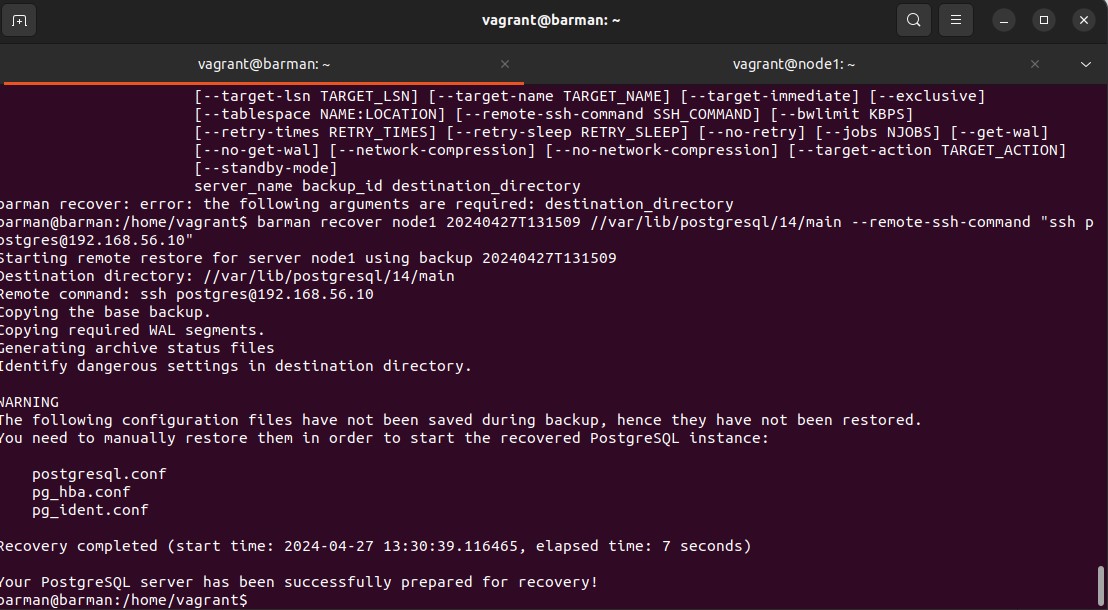 vagrant@barman: ~
vagrant@barman: ~
vagrant@node1: ~
[--target-lsn TARGET_LSN] [--target-name TARGET_NAME] [--target-immediate] [--exclusive]
[--tablespace NAME:LOCATION] [--remote-ssh-command SSH_COMMAND] [--bwlimit KBPS]
[--retry-times RETRY_TIMES] [--retry-sleep RETRY_SLEEP] [--no-retry] [--jobs NJOBS] [--get-wal]
[--no-get-wal] [--network-compression] [--no-network-compression] [--target-action TARGET_ACTION]
[--standby-mode]
server_name backup_id destination_directory
barman recover: error: the following arguments are required: destination_directory
barman@barman:/home/vagrant$ barman recover node1 20240427T131509 //var/lib/postgresql/14/main --remote-ssh-command "ssh p
ostgres@192.168.56.10"
Starting remote restore for server node1 using backup 20240427T131509
Destination directory: //var/lib/postgresql/14/main
Remote command: ssh postgres@192.168.56.10
Copying the base backup.
Copying required WAL segments.
Generating archive status files
Identify dangerous settings in destination directory.
WARNING
The following configuration files have not been saved during backup, hence they have not been restored.
You need to manually restore them in order to start the recovered PostgreSQL instance:
postgresql.conf
pg_hba.conf
pg_ident.conf
Recovery completed (start time: 2024-04-27 13:30:39.116465, elapsed time: 7 seconds)
Your PostgreSQL server has been successfully prepared for recovery!
barman@barman:/home/vagrant$